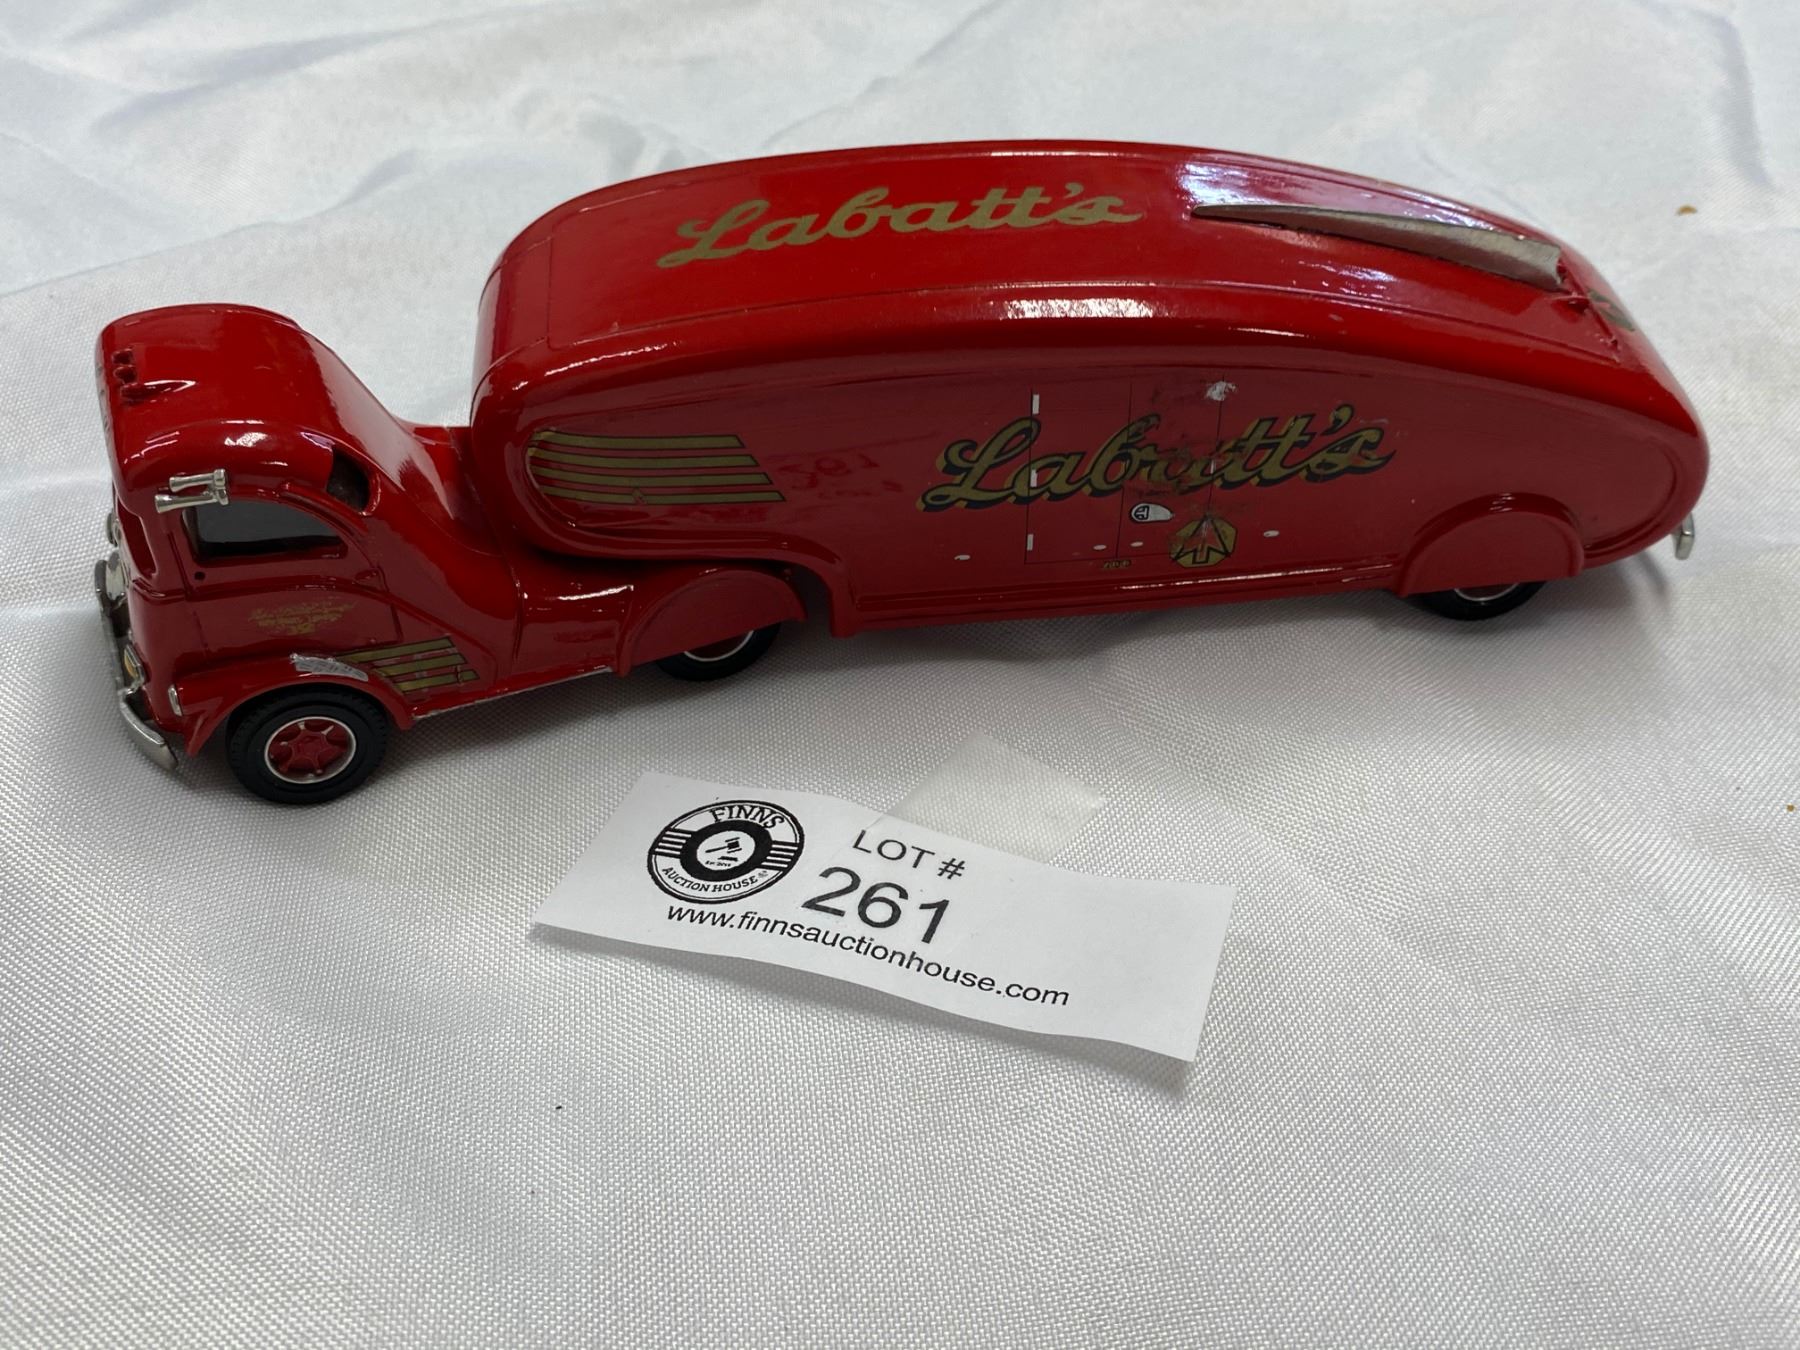 Labatt's
Labatt's
FINNS
AUCTION HOUSE
LOT #
261
www.finnsauctionhouse.com